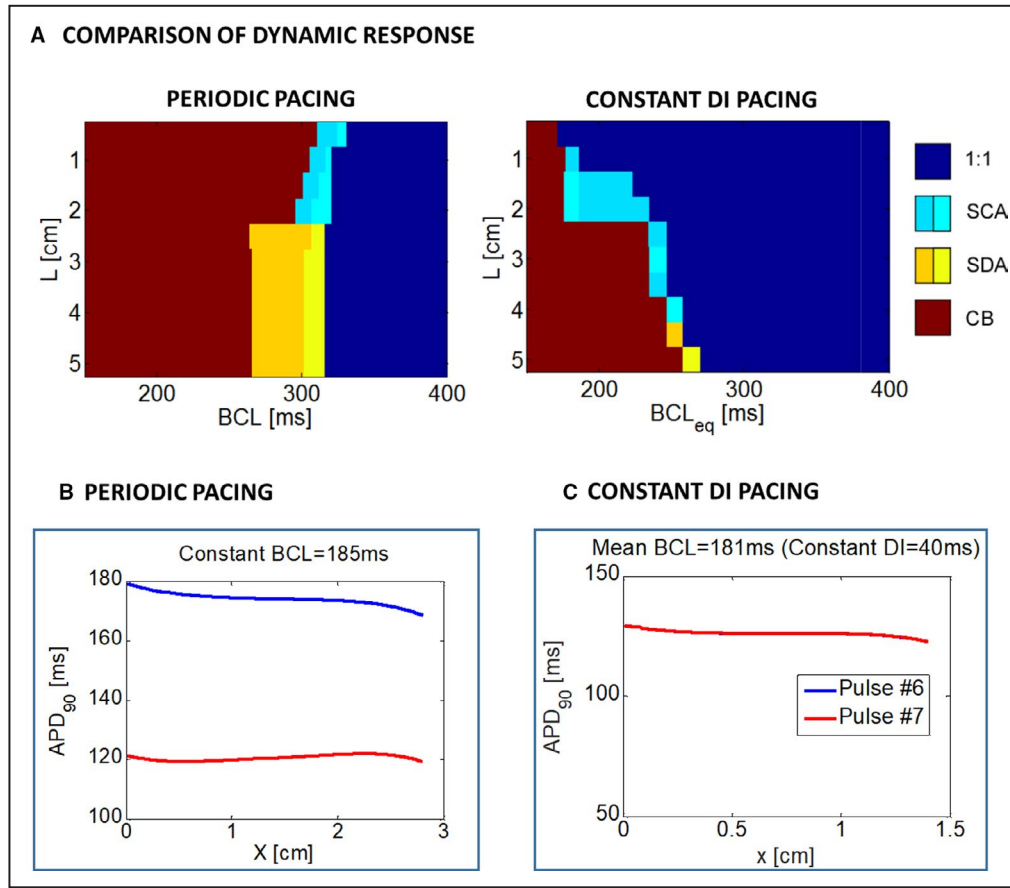 A COMPARISON OF DYNAMIC RESPONSE
PERIODIC PACING
CONSTANT DI PACING
L [cm]
1
2
3
4
5
200
300
400
BCL [ms]
L [cm]
1
2
3
4
5
200
300
400
BCLeq [ms]
1:1
SCA
SDA
CB
B PERIODIC PACING
Constant BCL=185ms
APD90 [ms]
180
160
140
120
100
0
1
2
3
X [cm]
C CONSTANT DI PACING
Mean BCL=181ms (Constant DI=40ms)
APD90 [ms]
150
100
50
0
0.5
1
1.5
x [cm]
Pulse #6
Pulse #7